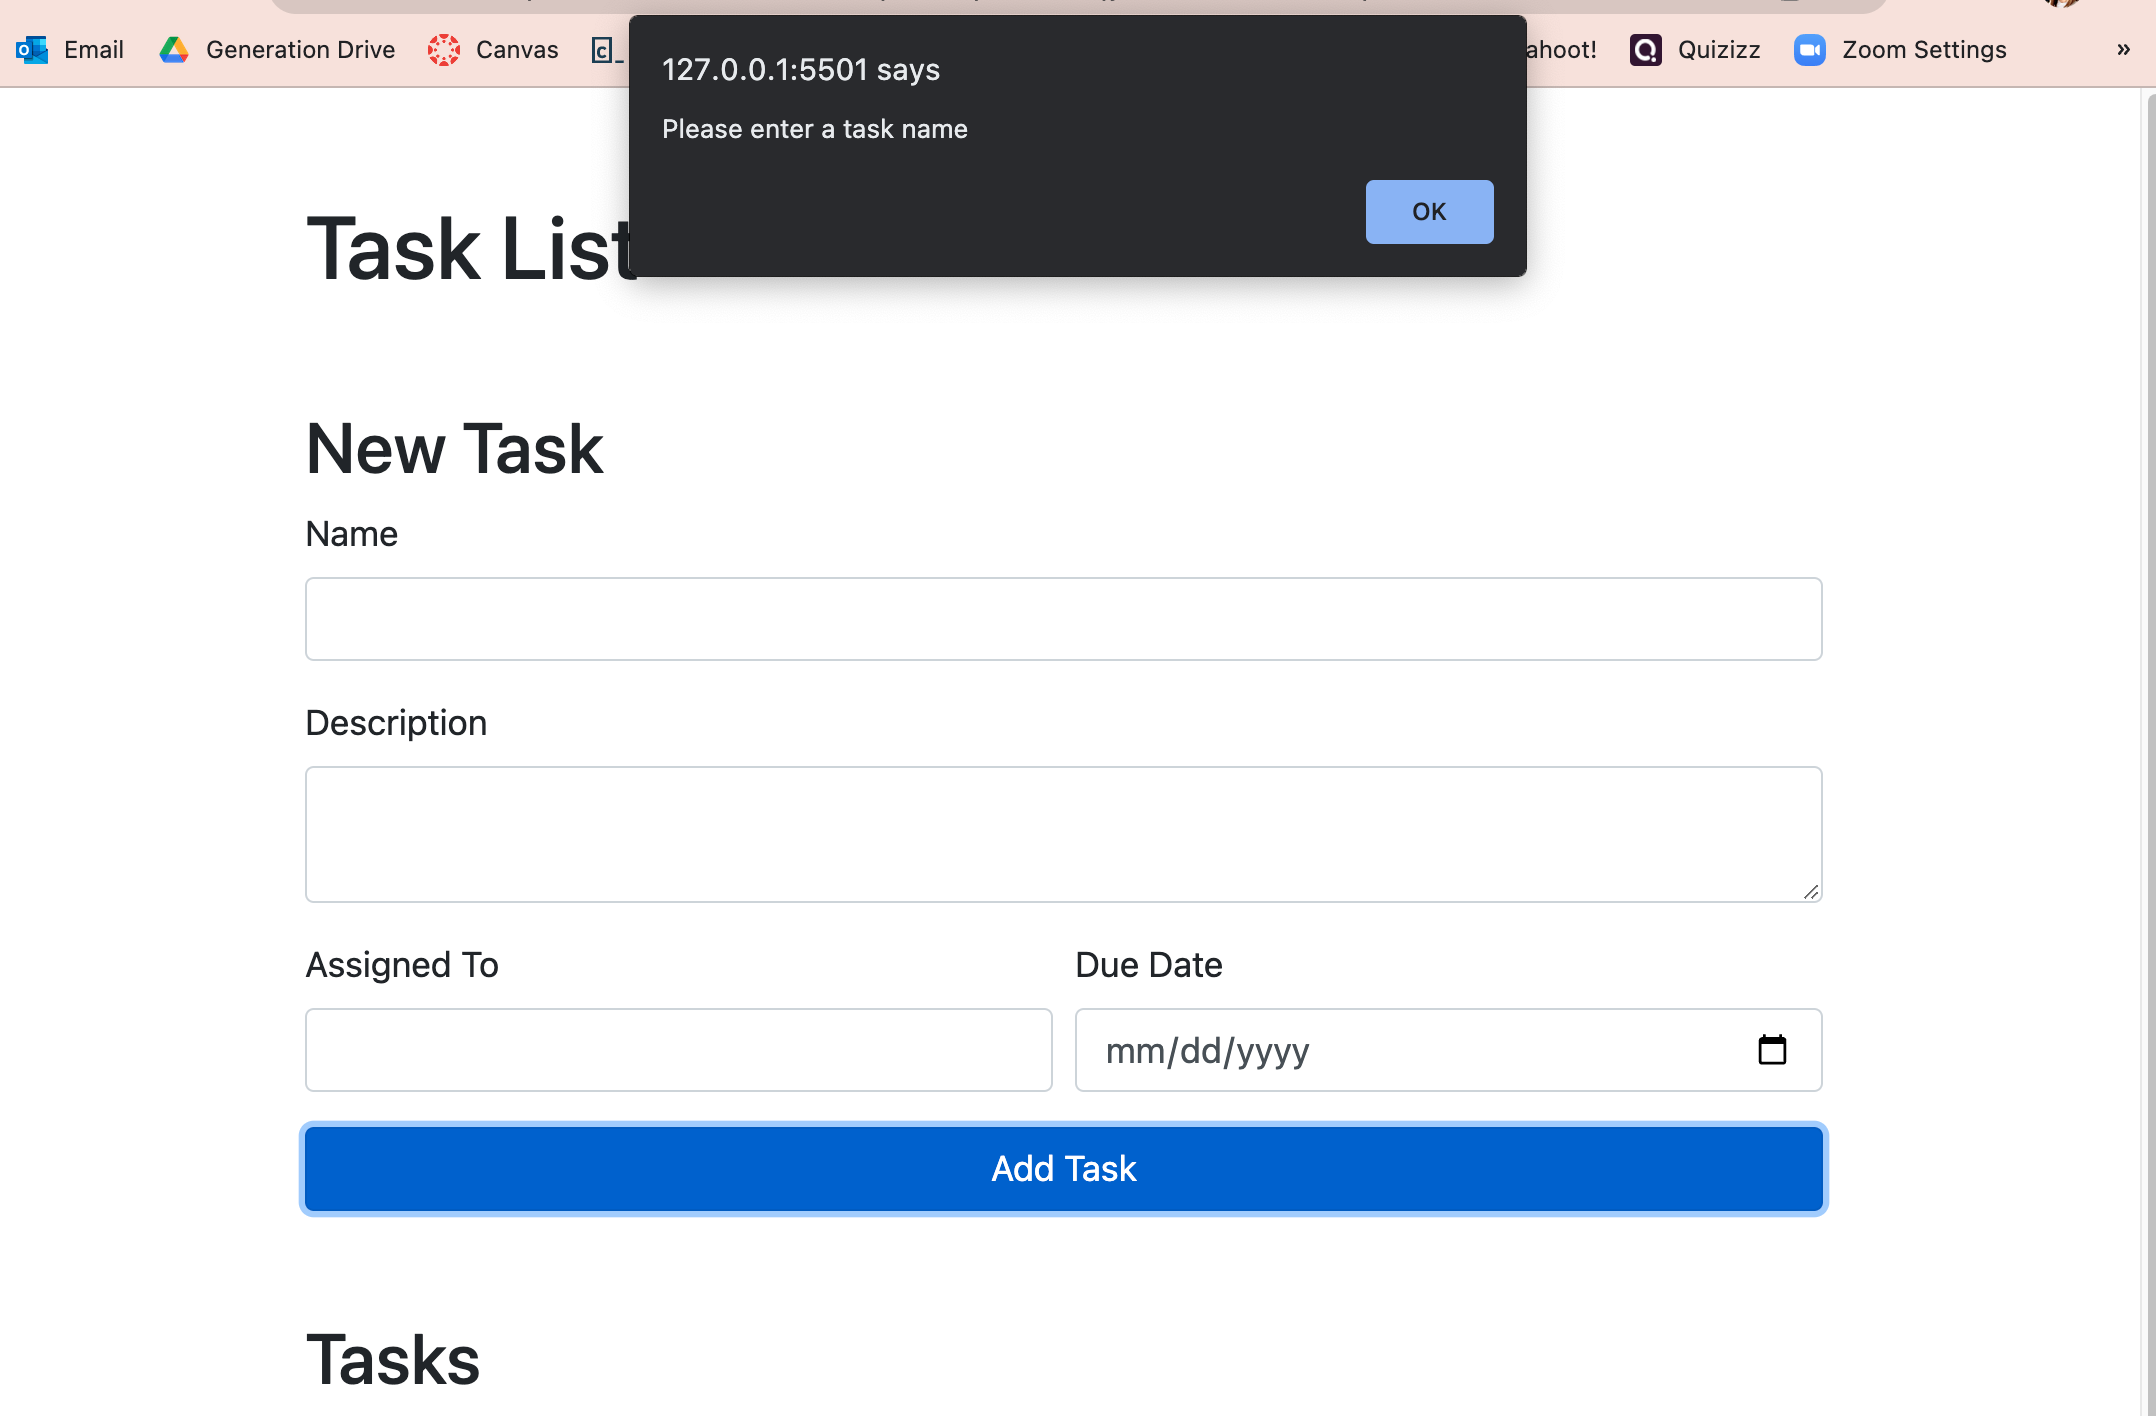 Email Generation Drive Canvas c_ ahoot! Quizizz Zoom Settings »
127.0.0.1:5501 says
Please enter a task name
OK
Task List
New Task
Name
Description
Assigned To Due Date
mm/dd/yyyy
Add Task
Tasks